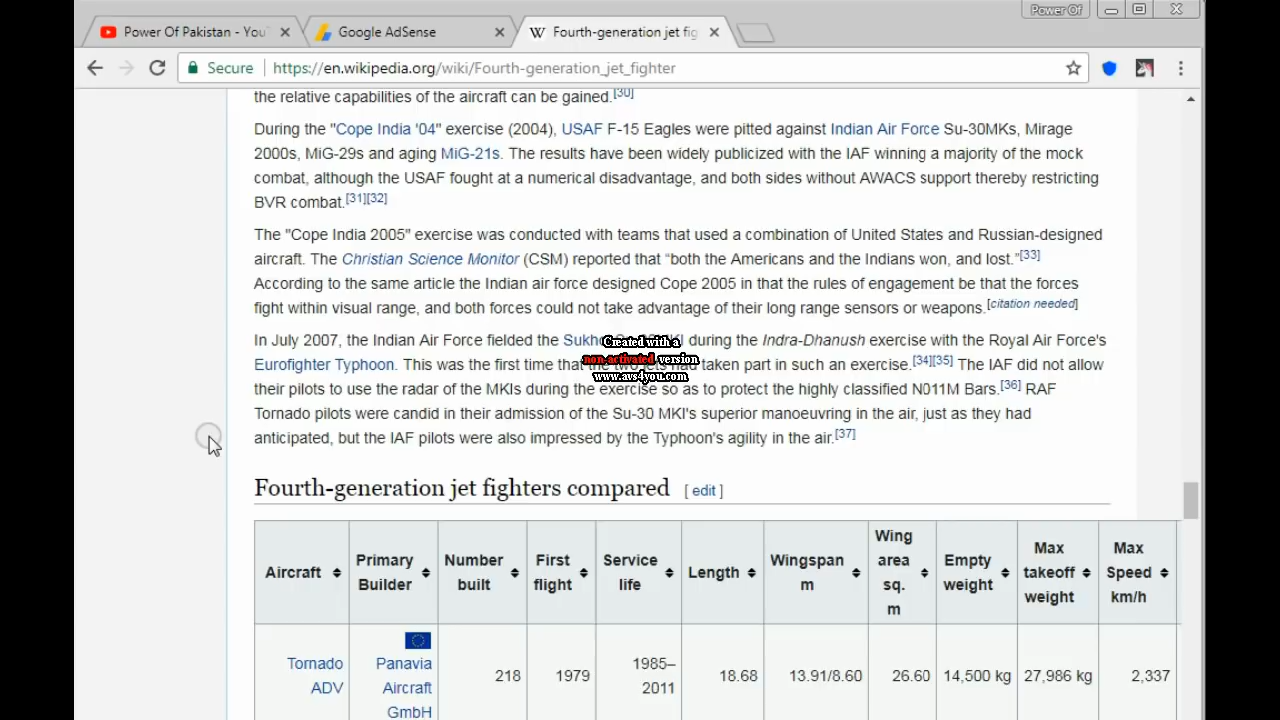 Power Of
Power Of Pakistan - You
Google AdSense
Fourth-generation jet fig
Secure
https://en.wikipedia.org/wiki/Fourth-generation_jet_fighter
the relative capabilities of the aircraft can be gained.[30]
During the "Cope India '04" exercise (2004), USAF F-15 Eagles were pitted against Indian Air Force Su-30MKs, Mirage
2000s, MiG-29s and aging MiG-21s. The results have been widely publicized with the IAF winning a majority of the mock
combat, although the USAF fought at a numerical disadvantage, and both sides without AWACS support thereby restricting
BVR combat.[31][32]
The "Cope India 2005" exercise was conducted with teams that used a combination of United States and Russian-designed
aircraft. The Christian Science Monitor (CSM) reported that “both the Americans and the Indians won, and lost.”[33]
According to the same article the Indian air force designed Cope 2005 in that the rules of engagement be that the forces
fight within visual range, and both forces could not take advantage of their long range sensors or weapons.[citation needed]
In July 2007, the Indian Air Force fielded the during the Indra-Dhanush exercise with the Royal Air Force's
Eurofighter Typhoon. This was the first time that the two jets had taken part in such an exercise.[34][35] The IAF did not allow
their pilots to use the radar of the MKIs during the exercise so as to protect the highly classified N011M Bars.[36] RAF
Tornado pilots were candid in their admission of the Su-30 MKI's superior manoeuvring in the air, just as they had
anticipated, but the IAF pilots were also impressed by the Typhoon's agility in the air.[37]
Created with a
non-activated version
www.avs4you.com
Fourth-generation jet fighters compared [ edit ]
Aircraft
Primary
Builder
Number
built
First
flight
Service
life
Length
Wingspan
m
Wing
area
sq.
m
Empty
weight
Max
takeoff
weight
Max
Speed
km/h
Tornado
ADV
Panavia
Aircraft
GmbH
218
1979
1985–
2011
18.68
13.91/8.60
26.60
14,500 kg
27,986 kg
2,337